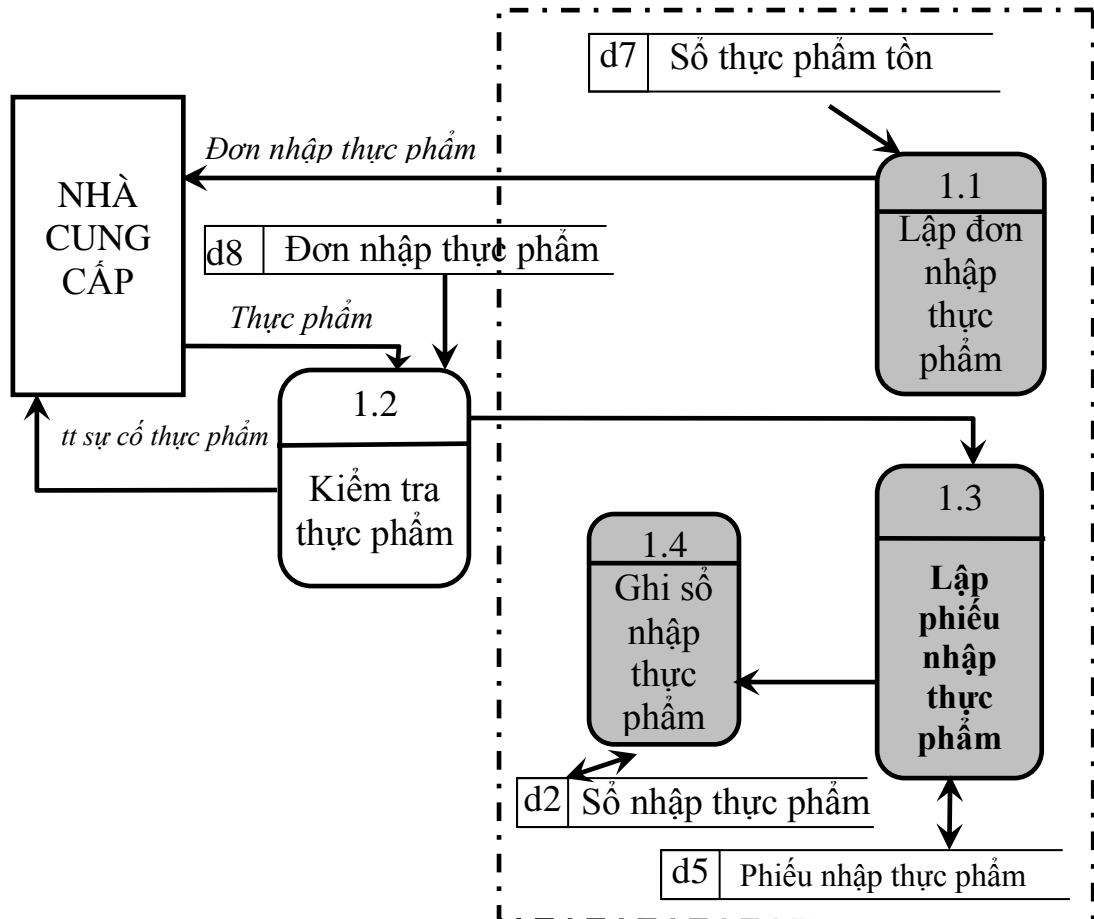 d7 Sổ thực phẩm tồn
Đơn nhập thực phẩm
1.1
NHÀ
CUNG
CẤP
Lập đơn
nhập
thực
phẩm
d8 Đơn nhập thực phẩm
Thực phẩm
1.2
tt sự cố thực phẩm
Kiểm tra
thực phẩm
1.3
Lập
phiếu
nhập
thực
phẩm
1.4
Ghi sổ
nhập
thực
phẩm
d2 Sổ nhập thực phẩm
d5 Phiếu nhập thực phẩm